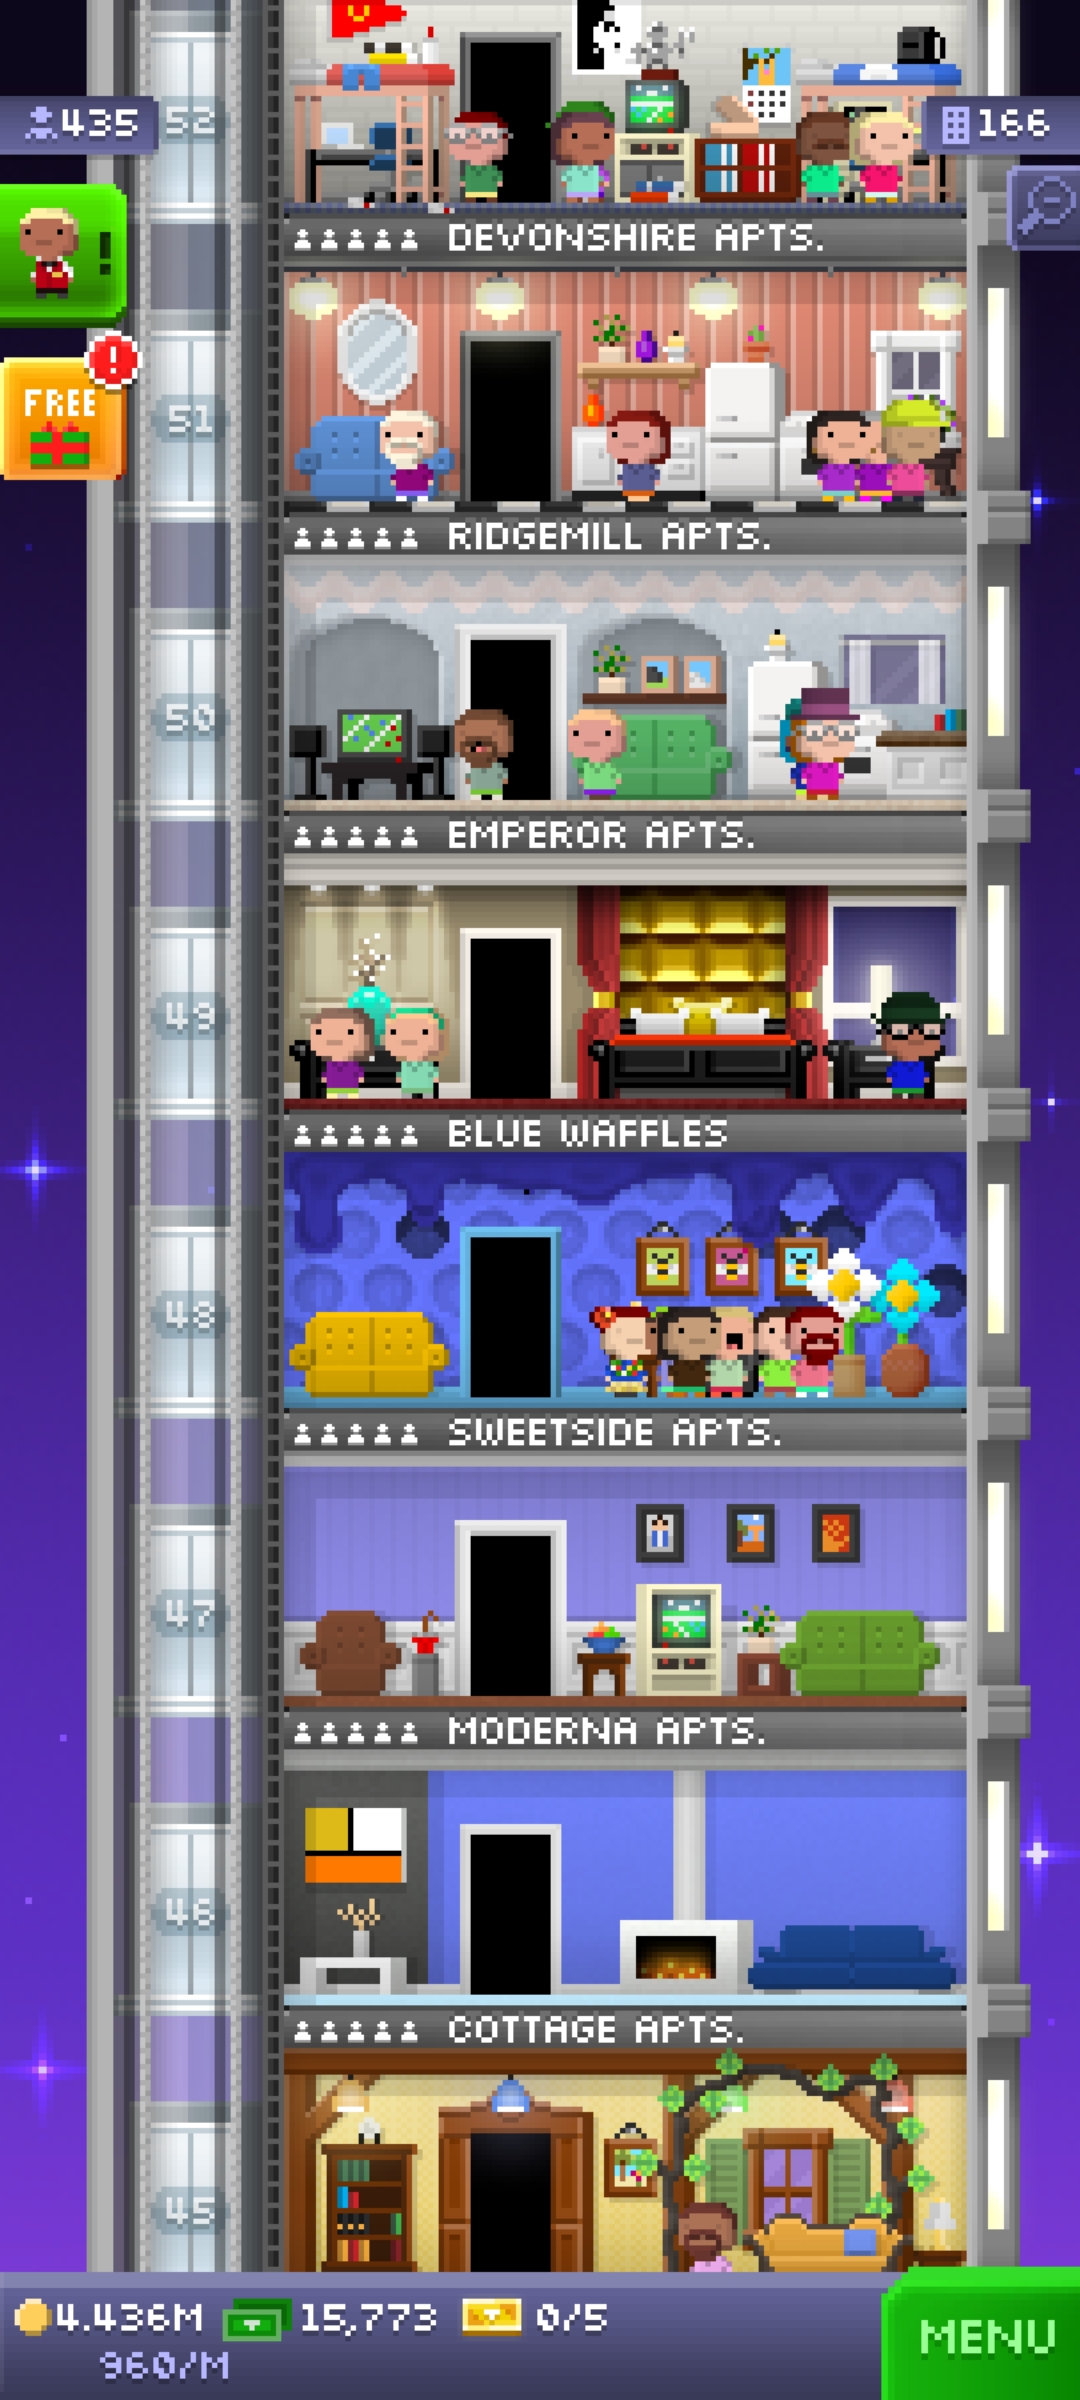 52
435
166
DEVONSHIRE APTS.
!
FREE
!
51
RIDGEMILL APTS.
50
EMPEROR APTS.
49
BLUE WAFFLES
48
SWEETSIDE APTS.
47
MODERNA APTS.
46
COTTAGE APTS.
45
4.436M
15,773
0/5
960/M
MENU